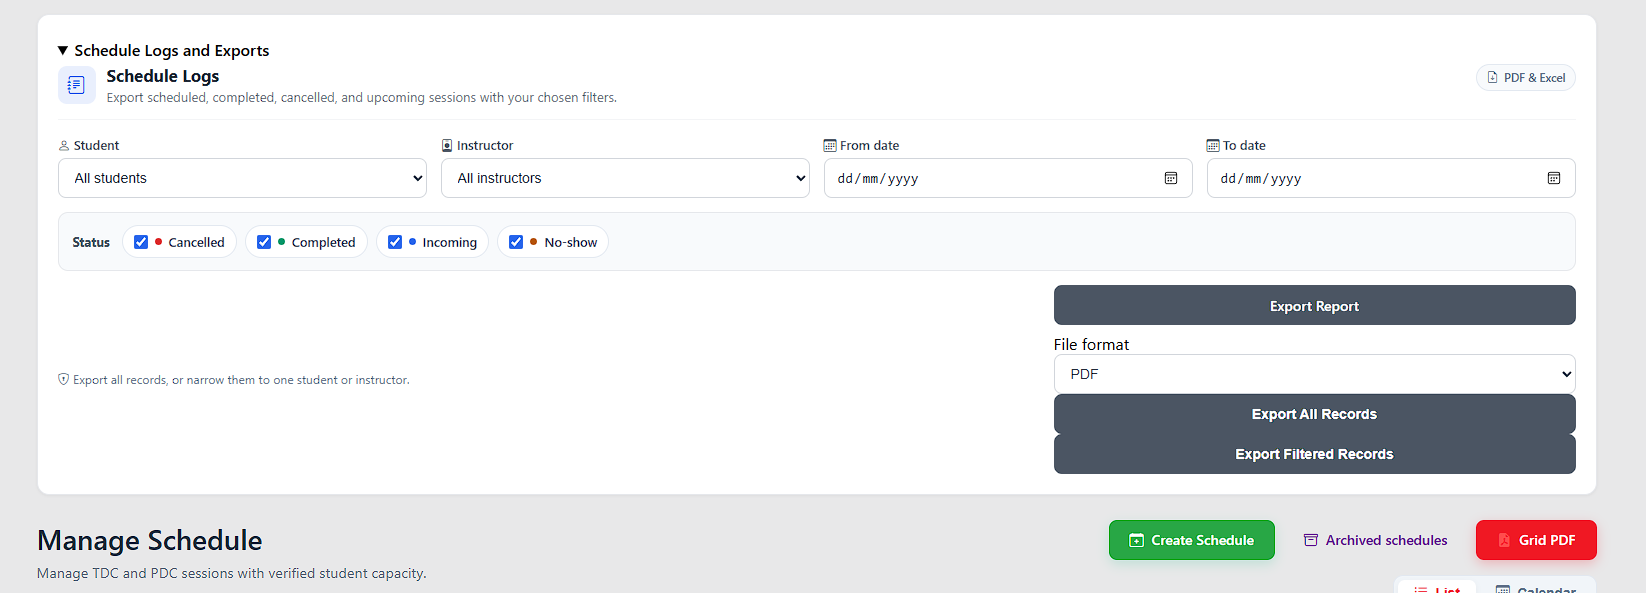 Schedule Logs and Exports
Schedule Logs
Export scheduled, completed, cancelled, and upcoming sessions with your chosen filters.
PDF & Excel
Student
Instructor
From date
To date
All students
All instructors
dd/mm/yyyy
dd/mm/yyyy
Status
Cancelled
Completed
Incoming
No-show
Export Report
File format
PDF
Export all records, or narrow them to one student or instructor.
Export All Records
Export Filtered Records
Manage Schedule
Manage TDC and PDC sessions with verified student capacity.
Create Schedule
Archived schedules
Grid PDF
List
Calendar